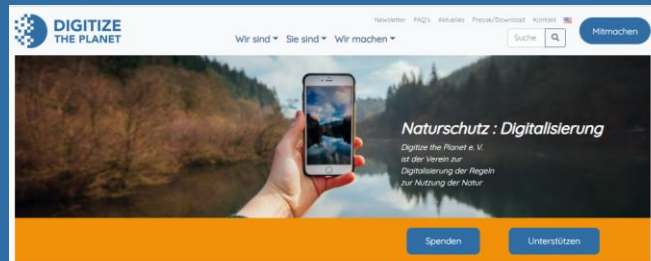 DIGITIZE
THE PLANET
Newsletter FAQ's Aktuelles Presse/Download Kontakt
Wir sind Sie sind Wir machen
Suche
Mitmachen
Naturschutz : Digitalisierung
Digitize the Planet e. V.
ist der Verein zur
Digitalisierung der Regeln
zur Nutzung der Natur
Spenden Unterstützen